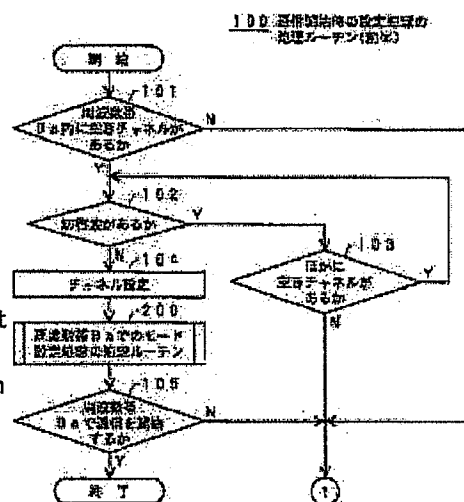 100 通信開始時の設定処理の
処理ルーチン(前半)
開始
101
周波数帯
Ba内に空きチャネルが
あるか
N
Y
102
妨害波があるか
Y
N
103
ほかに
空きチャネルが
あるか
Y
N
104
チャネル設定
200
周波数帯Baでのモード
設定処理の処理ルーチン
105
周波数帯
Baで通信を開始
するか
N
Y
終了
1